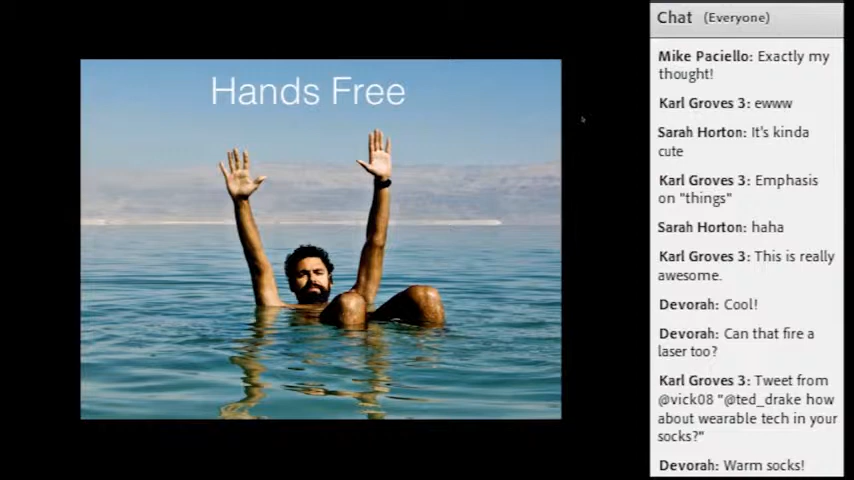 Hands Free
Chat (Everyone)
Mike Paciello: Exactly my
thought!
Karl Groves 3: ewww
Sarah Horton: It's kinda
cute
Karl Groves 3: Emphasis
on "things"
Sarah Horton: haha
Karl Groves 3: This is really
awesome.
Devorah: Cool!
Devorah: Can that fire a
laser too?
Karl Groves 3: Tweet from
@vick08 "@ted_drake how
about wearable tech in your
socks?"
Devorah: Warm socks!